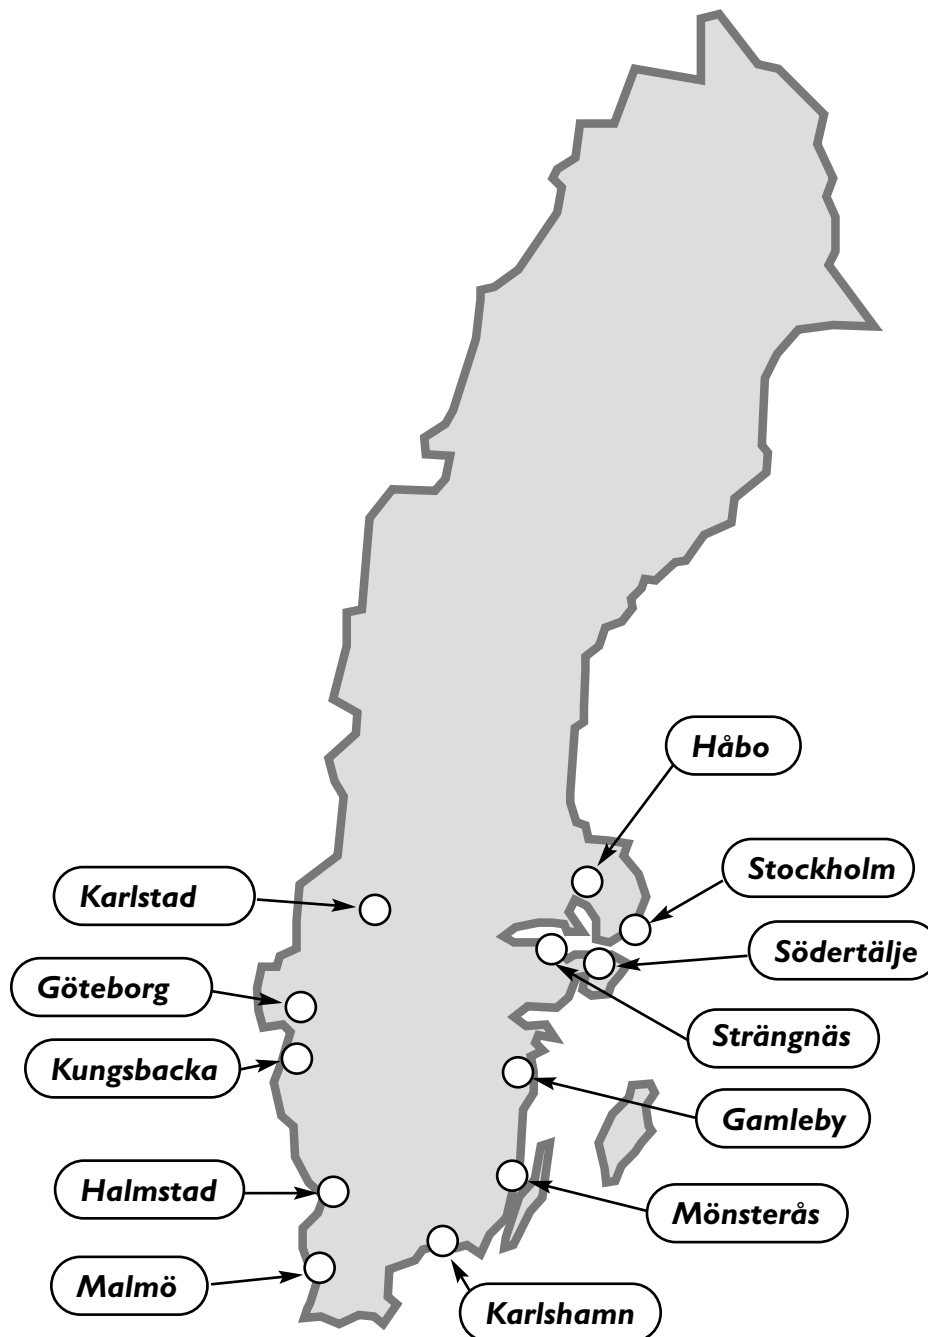 Håbo
Stockholm
Karlstad
Södertälje
Göteborg
Strängnäs
Kungsbacka
Gamleby
Halmstad
Mönsterås
Malmö
Karlshamn